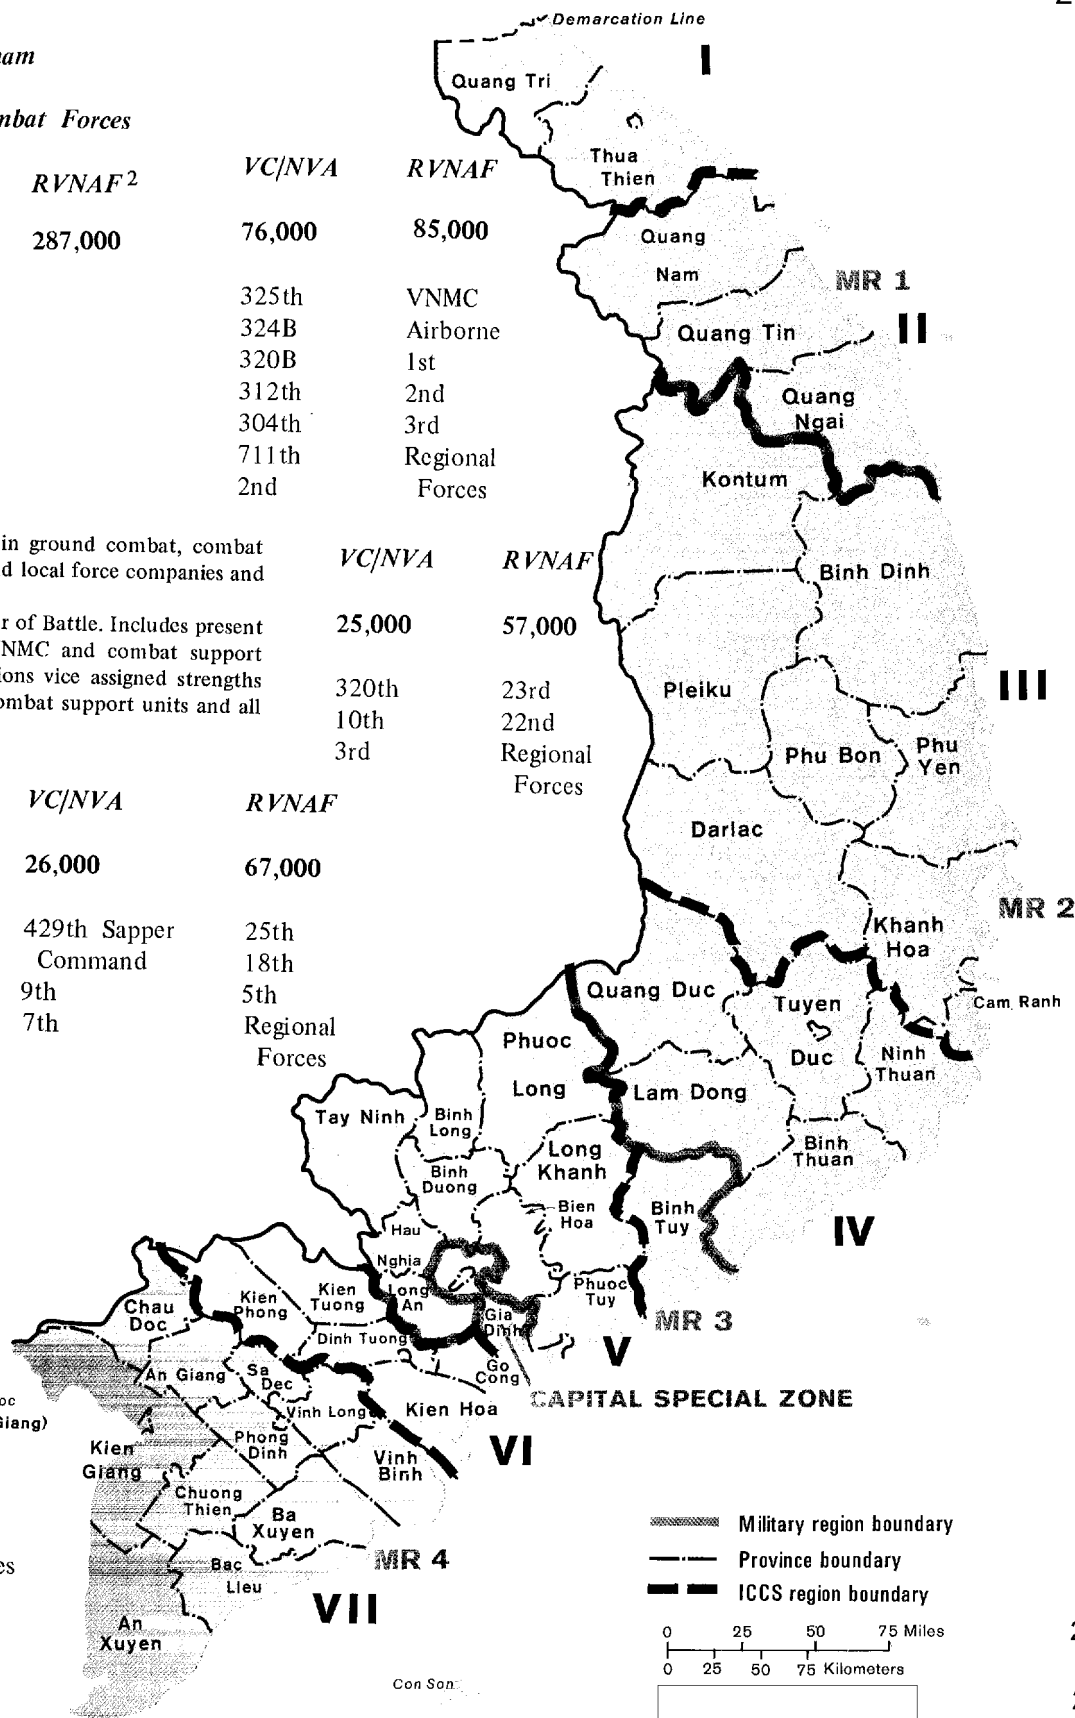 Demarcation Line
I
Combat Forces
RVNAF²
287,000
VC/NVA RVNAF
76,000 85,000
325th VNMC
324B Airborne
320B 1st
312th 2nd
304th 3rd
711th Regional
2nd Forces
in ground combat, combat
d local force companies and
r of Battle. Includes present
NMC and combat support
ions vice assigned strengths
ombat support units and all
VC/NVA RVNAF
25,000 57,000
320th 23rd
10th 22nd
3rd Regional
Forces
VC/NVA RVNAF
26,000 67,000
429th Sapper 25th
Command 18th
9th 5th
7th Regional
Forces
Quang Tri
Thua
Thien
Quang
Nam
MR 1
II
Quang Tin
Quang
Ngai
Kontum
Binh Dinh
Pleiku
III
Phu Bon
Phu
Yen
Darlac
MR 2
Khanh
Hoa
Cam Ranh
Quang Duc
Tuyen
Duc
Ninh
Thuan
Phuoc
Long
Lam Dong
Binh
Thuan
Tay Ninh
Binh
Long
Long
Khanh
Binh
Duong
Bien
Hoa
Binh
Tuy
IV
Hau
Nghia
Phuoc
Tuy
MR 3
Long
An
Gia
Dinh
V
Kien
Tuong
Kien
Phong
Chau
Doc
Dinh Tuong
Go
Cong
CAPITAL SPECIAL ZONE
An Giang
Sa
Dec
oc
Giang)
Vinh Long
Kien Hoa
VI
Kien
Giang
Phong
Dinh
Vinh
Binh
Chuong
Thien
Ba
Xuyen
MR 4
Bac
Lieu
VII
es
An
Xuyen
Con Son
Military region boundary
Province boundary
ICCS region boundary
0 25 50 75 Miles
0 25 50 75 Kilometers